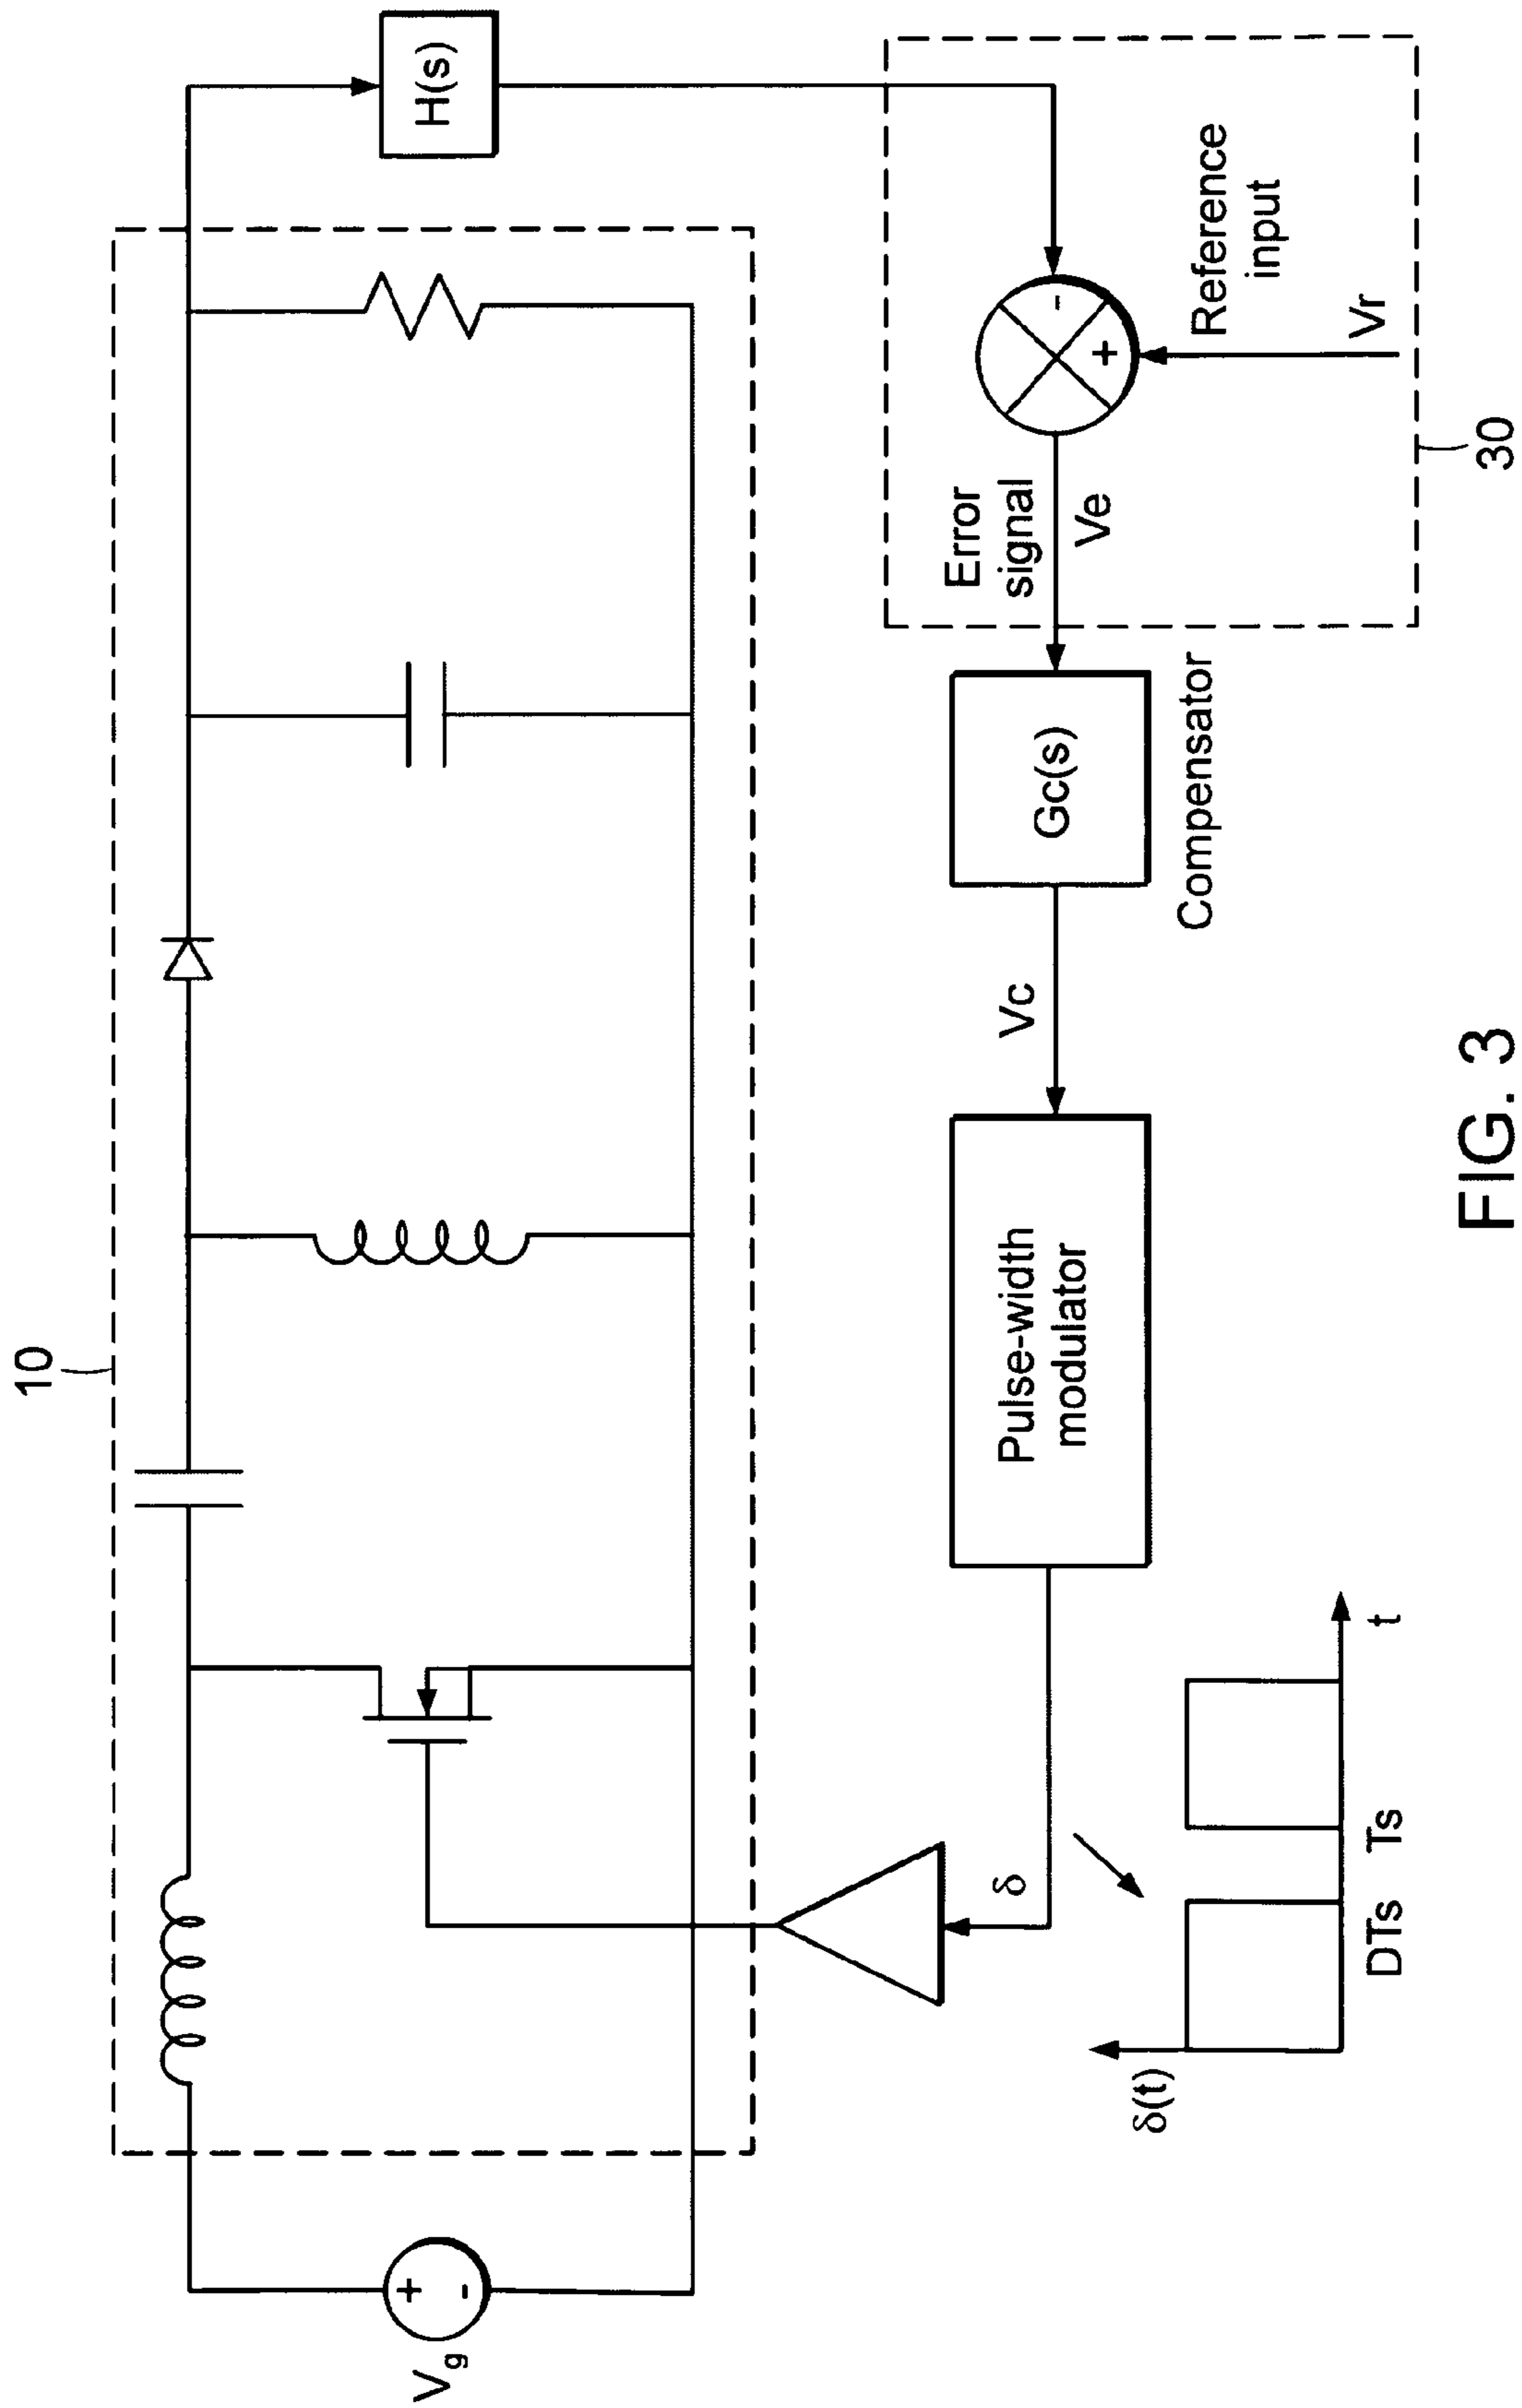 10
H(s)
Vg
+
-
δ
Pulse-width
modulator
Vc
Gc(s)
Compensator
Error
signal
Ve
-
+
Reference
input
Vr
30
δ(t)
DTs
Ts
t
FIG. 3